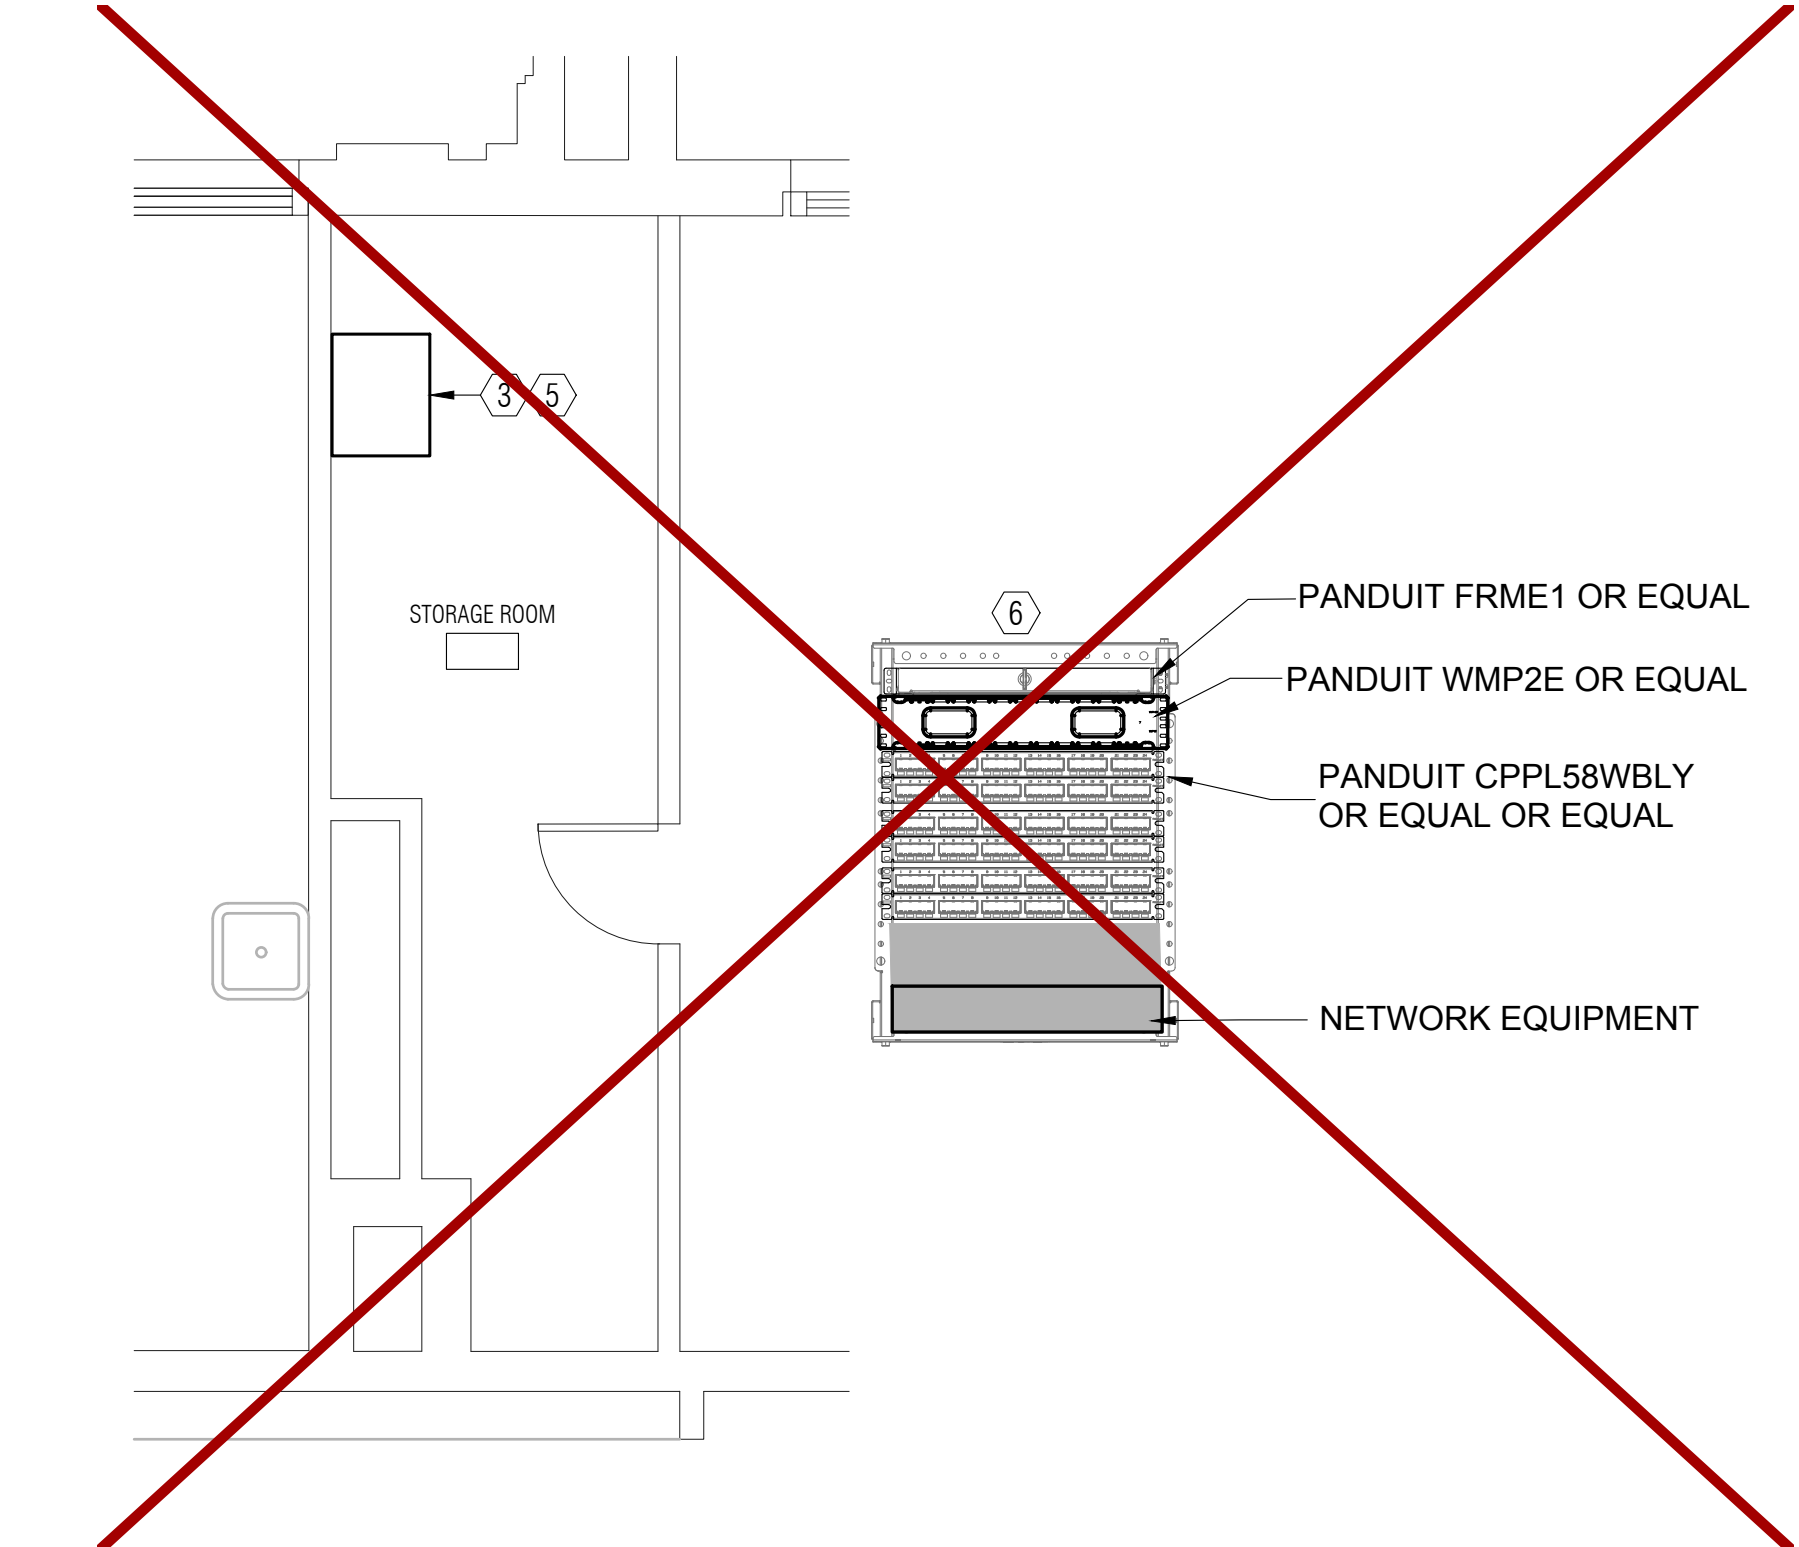 3 5
STORAGE ROOM
6
PANDUIT FRME1 OR EQUAL
PANDUIT WMP2E OR EQUAL
PANDUIT CPPL58WBLY
OR EQUAL OR EQUAL
NETWORK EQUIPMENT